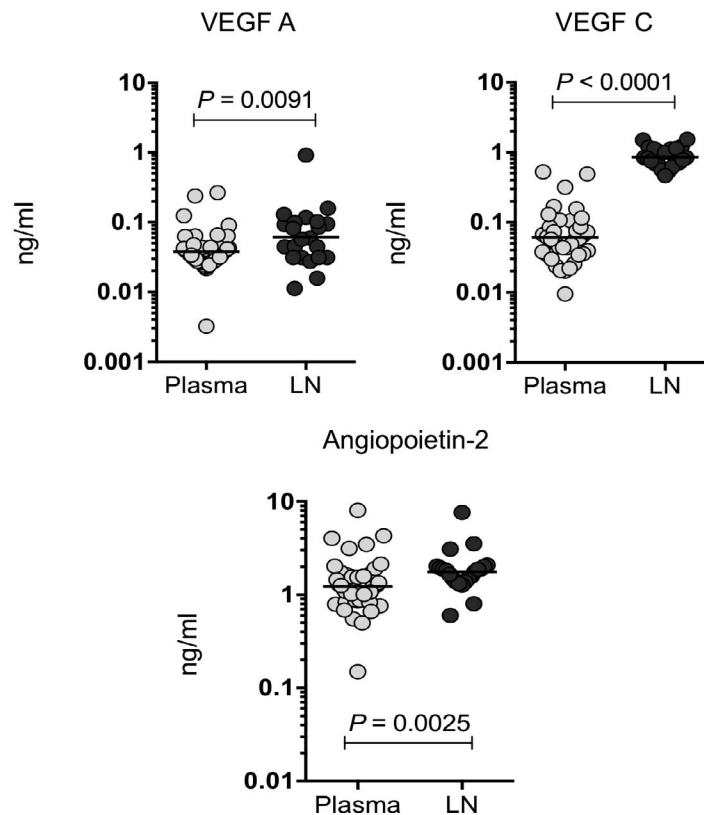 VEGF A
VEGF C
10
1
0.1
0.01
0.001
ng/ml
P = 0.0091
Plasma
LN
10
1
0.1
0.01
0.001
ng/ml
P < 0.0001
Plasma
LN
Angiopoietin-2
10
1
0.1
0.01
ng/ml
P = 0.0025
Plasma
LN